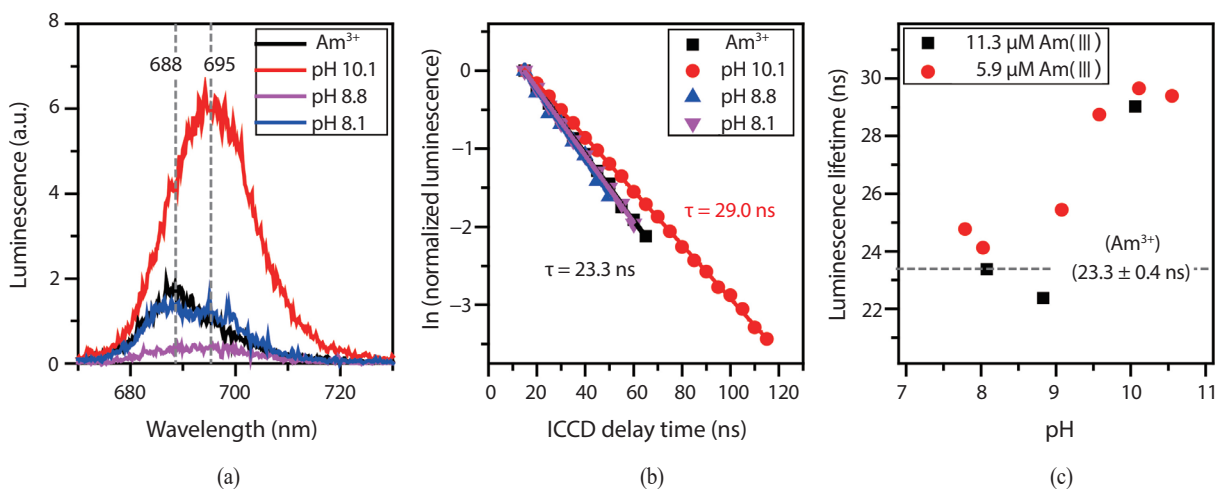 8
6
4
2
0
680
700
720
688
695
Am³⁺
pH 10.1
pH 8.8
pH 8.1
Luminescence (a.u.)
Wavelength (nm)
(a)
0
−1
−2
−3
0
20
40
60
80
100
120
Am³⁺
pH 10.1
pH 8.8
pH 8.1
τ = 29.0 ns
τ = 23.3 ns
ln (normalized luminescence)
ICCD delay time (ns)
(b)
30
28
26
24
22
7
8
9
10
11
11.3 µM Am(Ⅲ)
5.9 µM Am(Ⅲ)
(Am³⁺)
(23.3 ± 0.4 ns)
Luminescence lifetime (ns)
pH
(c)